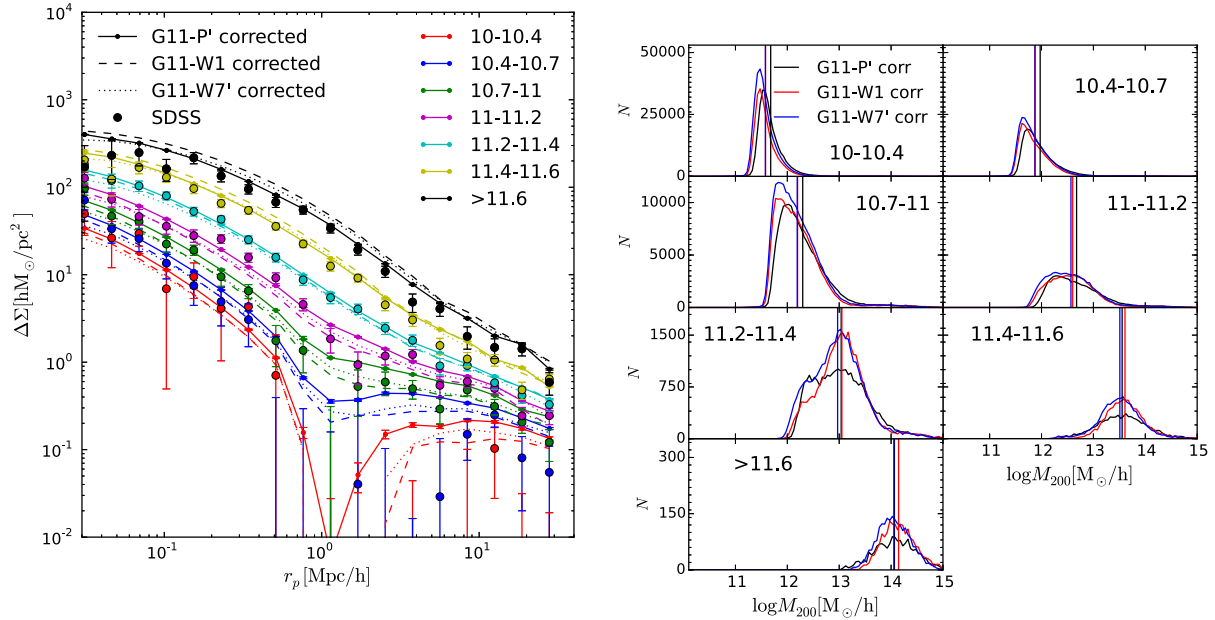 10⁴
10³
10²
10¹
10⁰
10⁻¹
10⁻²
ΔΣ[hM⊙/pc²]
G11-P' corrected
G11-W1 corrected
G11-W7' corrected
SDSS
10-10.4
10.4-10.7
10.7-11
11-11.2
11.2-11.4
11.4-11.6
>11.6
10⁻¹ 10⁰ 10¹
r_p[Mpc/h]
50000
25000
0
N
G11-P' corr
G11-W1 corr
G11-W7' corr
10-10.4
10.4-10.7
10000
5000
0
N
10.7-11
11.-11.2
1500
750
0
N
11.2-11.4
11.4-11.6
11 12 13 14 15
logM₂₀₀[M⊙/h]
300
150
0
N
>11.6
11 12 13 14 15
logM₂₀₀[M⊙/h]